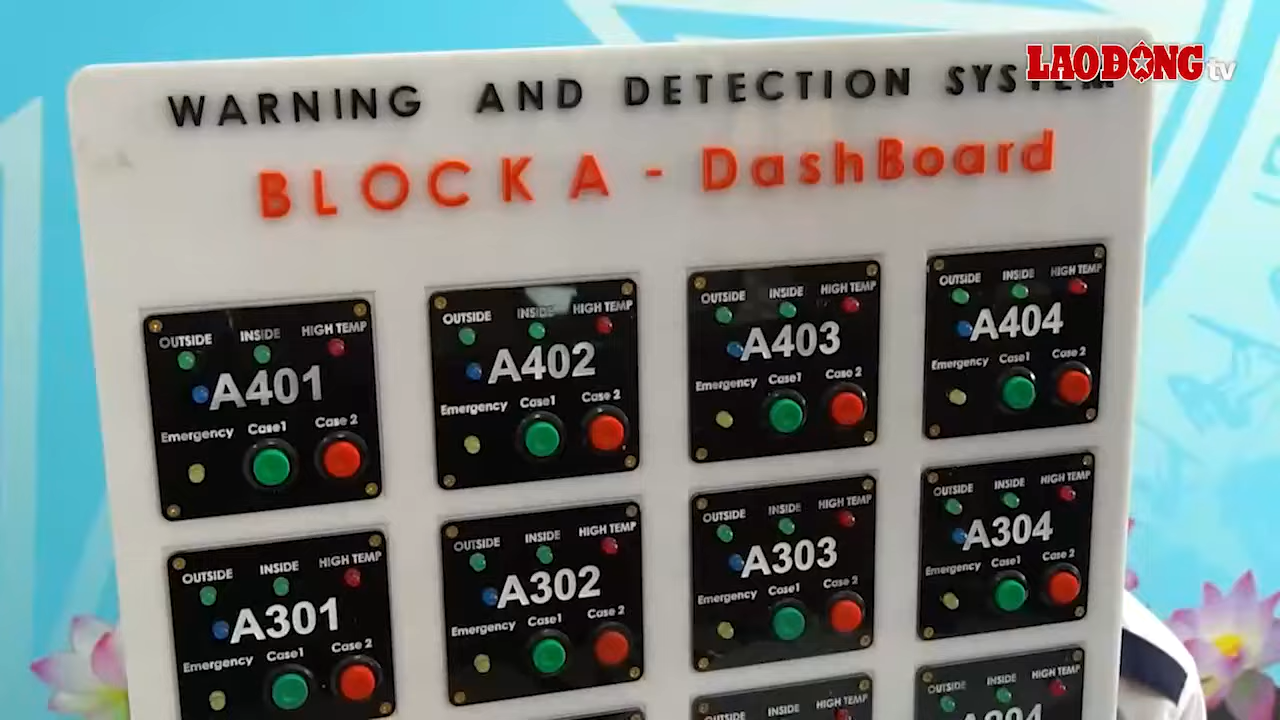 LAO ĐỘNG tv
WARNING AND DETECTION SYSTEM
BLOCK A - DashBoard
OUTSIDE INSIDE HIGH TEMP
A401
Emergency Case1 Case 2
OUTSIDE INSIDE HIGH TEMP
A402
Emergency Case1 Case 2
OUTSIDE INSIDE HIGH TEMP
A403
Emergency Case1 Case 2
OUTSIDE INSIDE HIGH TEMP
A404
Emergency Case1 Case 2
OUTSIDE INSIDE HIGH TEMP
A301
Emergency Case1 Case 2
OUTSIDE INSIDE HIGH TEMP
A302
Emergency Case1 Case 2
OUTSIDE INSIDE HIGH TEMP
A303
Emergency Case1 Case 2
OUTSIDE INSIDE HIGH TEMP
A304
Emergency Case1 Case 2
OUTSIDE INSIDE HIGH TEMP
OUTSIDE INSIDE HIGH TEMP
A204